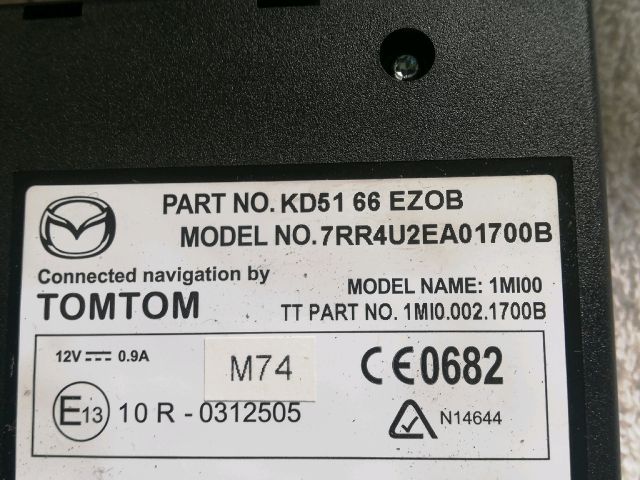 PART NO. KD51 66 EZOB
MODEL NO. 7RR4U2EA01700B
Connected navigation by
TOMTOM
MODEL NAME: 1MI00
TT PART NO. 1MI0.002.1700B
12V 0.9A
M74
CE0682
E13 10 R - 0312505
N14644